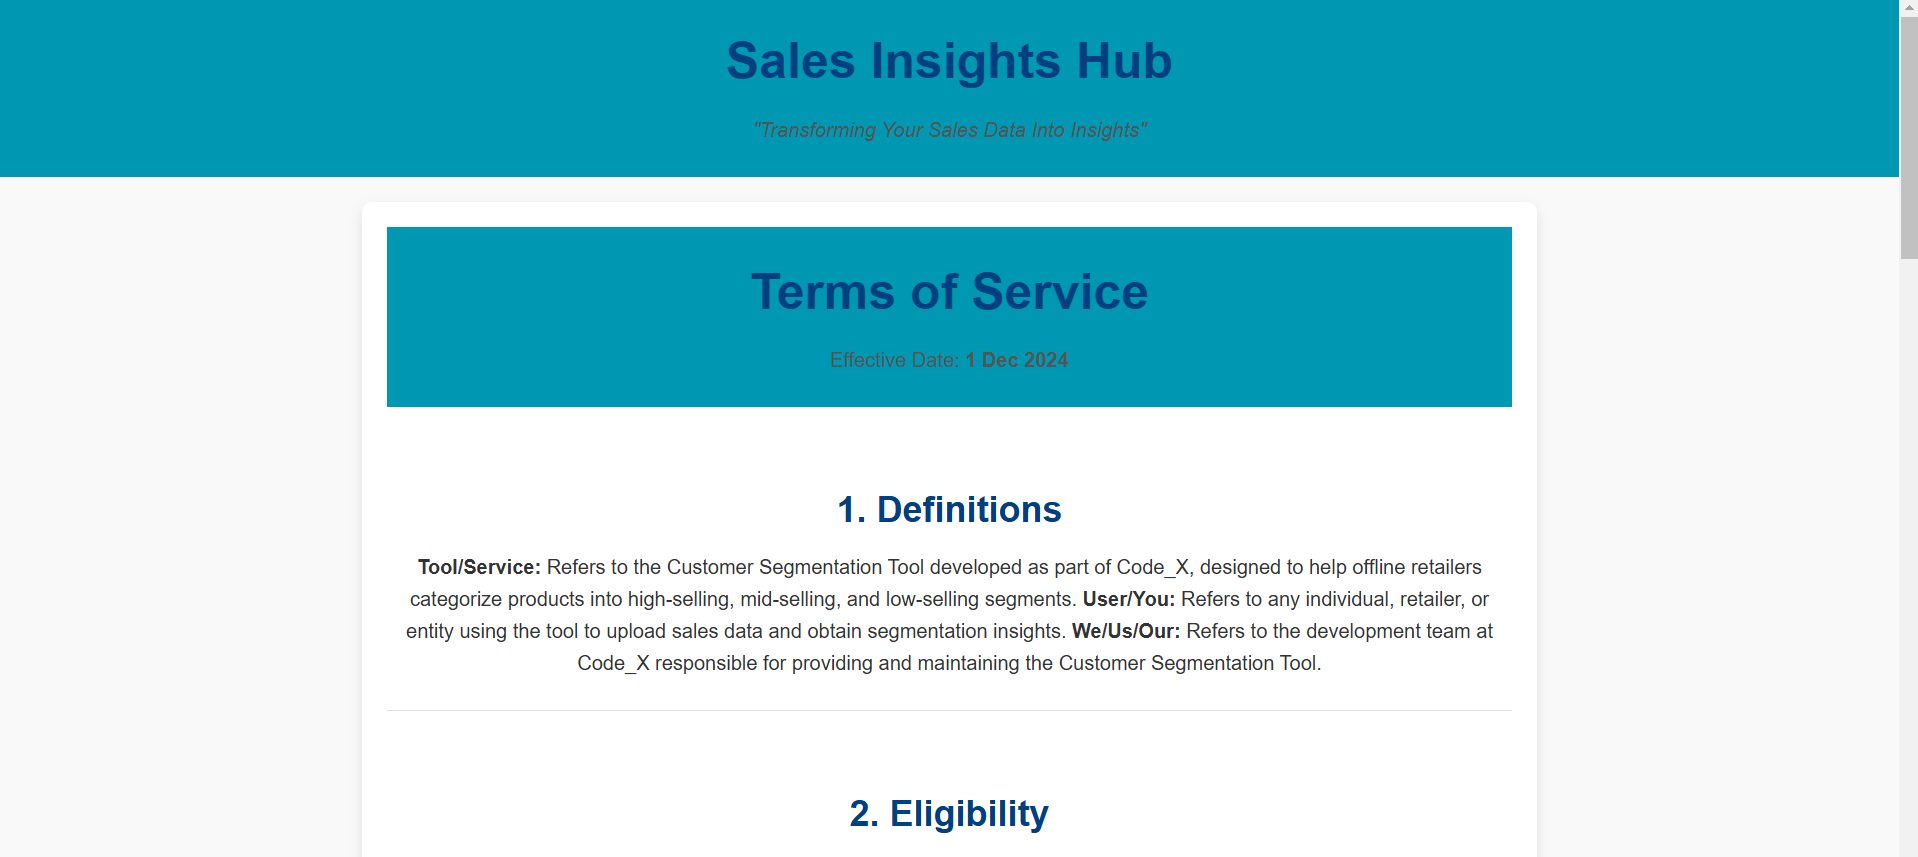 Sales Insights Hub
"Transforming Your Sales Data Into Insights"
Terms of Service
Effective Date: 1 Dec 2024
1. Definitions
Tool/Service: Refers to the Customer Segmentation Tool developed as part of Code_X, designed to help offline retailers
categorize products into high-selling, mid-selling, and low-selling segments. User/You: Refers to any individual, retailer, or
entity using the tool to upload sales data and obtain segmentation insights. We/Us/Our: Refers to the development team at
Code_X responsible for providing and maintaining the Customer Segmentation Tool.
2. Eligibility